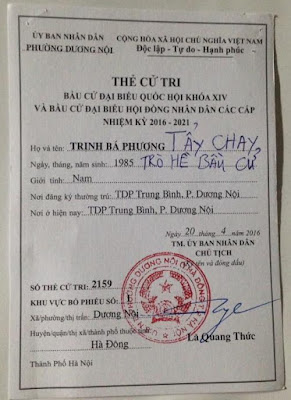 ỦY BAN NHÂN DÂN
PHƯỜNG DƯƠNG NỘI
CỘNG HÒA XÃ HỘI CHỦ NGHĨA VIỆT NAM
Độc lập - Tự do - Hạnh phúc
THẺ CỬ TRI
BẦU CỬ ĐẠI BIỂU QUỐC HỘI KHÓA XIV
VÀ BẦU CỬ ĐẠI BIỂU HỘI ĐỒNG NHÂN DÂN CÁC CẤP
NHIỆM KỲ 2016 - 2021
Họ và tên: TRỊNH BÁ PHƯƠNG TẨY CHAY
Ngày, tháng, năm sinh: 1985 TRÒ HỀ BẦU CỬ
Giới tính: Nam
Nơi đăng ký thường trú: TDP Trung Bình, P. Dương Nội
Nơi ở hiện nay: TDP Trung Bình, P. Dương Nội
Ngày 20 tháng 4 năm 2016
TM. ỦY BAN NHÂN DÂN
CHỦ TỊCH
(Ký tên và đóng dấu)
SỐ THẺ CỬ TRI: 2159
KHU VỰC BỎ PHIẾU SỐ:
Xã/phường/thị trấn: Dương Nội
Huyện/quận/thị xã/thành phố thuộc
Hà Đông
Lã Quang Thức
Thành Phố Hà Nội